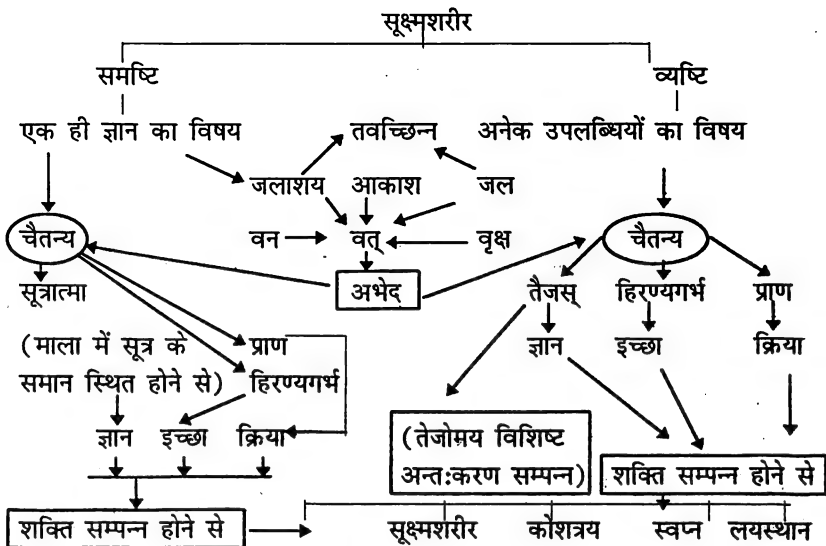 सूक्ष्मशरीर
समष्टि व्यष्टि
एक ही ज्ञान का विषय तवच्छिन्न अनेक उपलब्धियों का विषय
जलाशय आकाश जल
चैतन्य वन वत् वृक्ष चैतन्य
सूत्रात्मा अभेद तैजस् हिरण्यगर्भ प्राण
(माला में सूत्र के प्राण ज्ञान इच्छा क्रिया
समान स्थित होने से) हिरण्यगर्भ
ज्ञान इच्छा क्रिया (तेजोमय विशिष्ट
अन्तःकरण सम्पन्न) शक्ति सम्पन्न होने से
शक्ति सम्पन्न होने से सूक्ष्मशरीर कोशत्रय स्वप्न लयस्थान